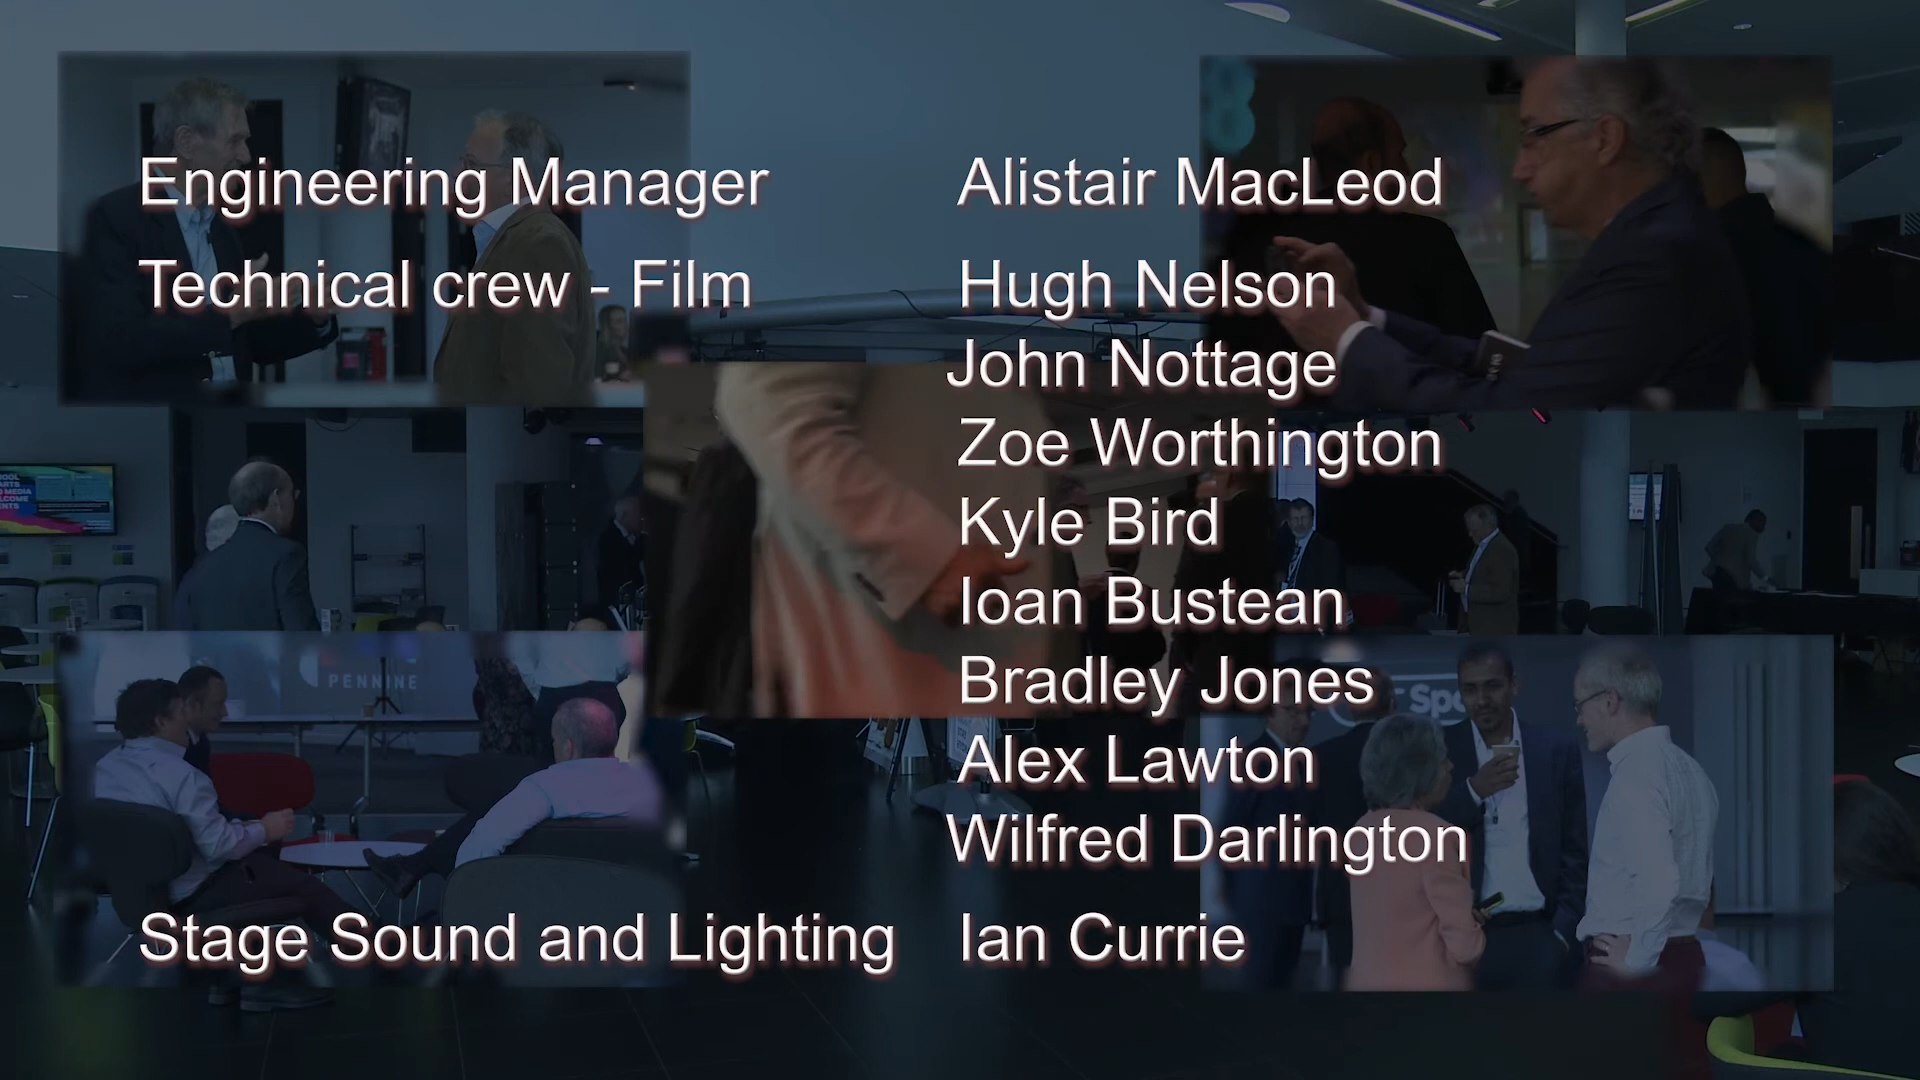 Engineering Manager Alistair MacLeod
Technical crew - Film Hugh Nelson
John Nottage
Zoe Worthington
Kyle Bird
Ioan Bustean
Bradley Jones
Alex Lawton
Wilfred Darlington
Stage Sound and Lighting Ian Currie
PENNINE